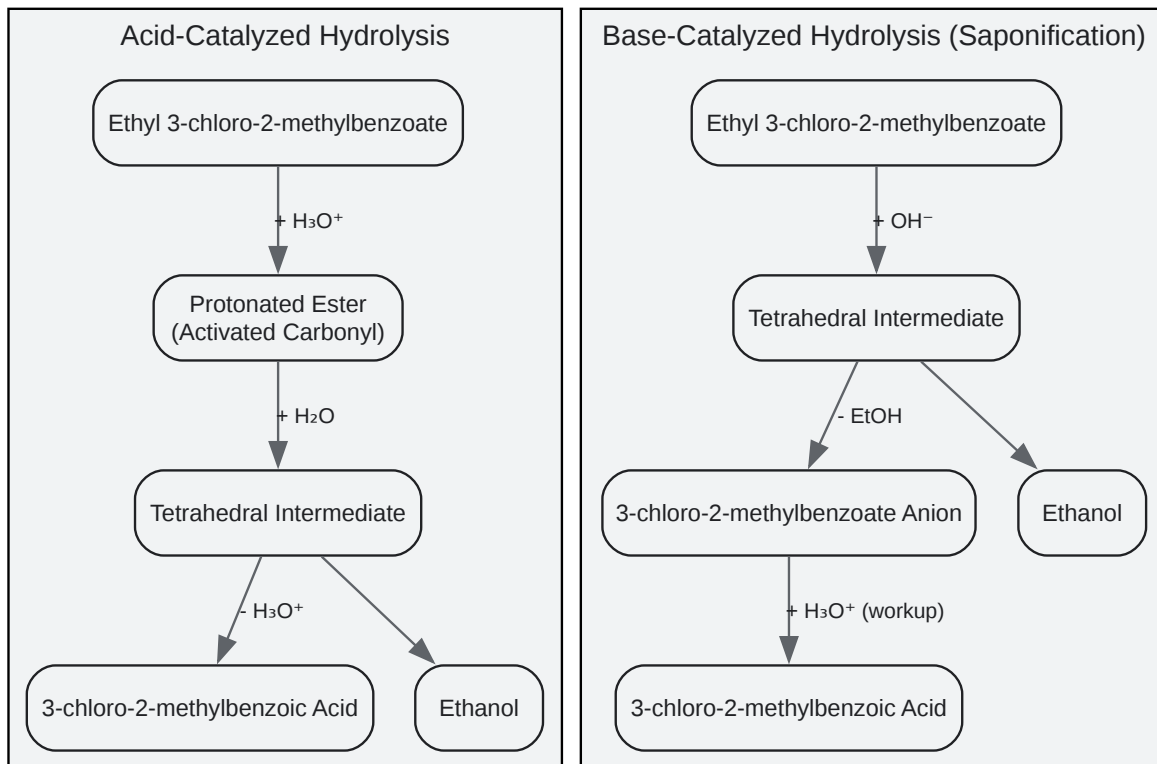 Acid-Catalyzed Hydrolysis
Ethyl 3-chloro-2-methylbenzoate
+ H₃O⁺
Protonated Ester
(Activated Carbonyl)
+ H₂O
Tetrahedral Intermediate
- H₃O⁺
3-chloro-2-methylbenzoic Acid
Ethanol
Base-Catalyzed Hydrolysis (Saponification)
Ethyl 3-chloro-2-methylbenzoate
+ OH⁻
Tetrahedral Intermediate
- EtOH
3-chloro-2-methylbenzoate Anion
Ethanol
+ H₃O⁺ (workup)
3-chloro-2-methylbenzoic Acid